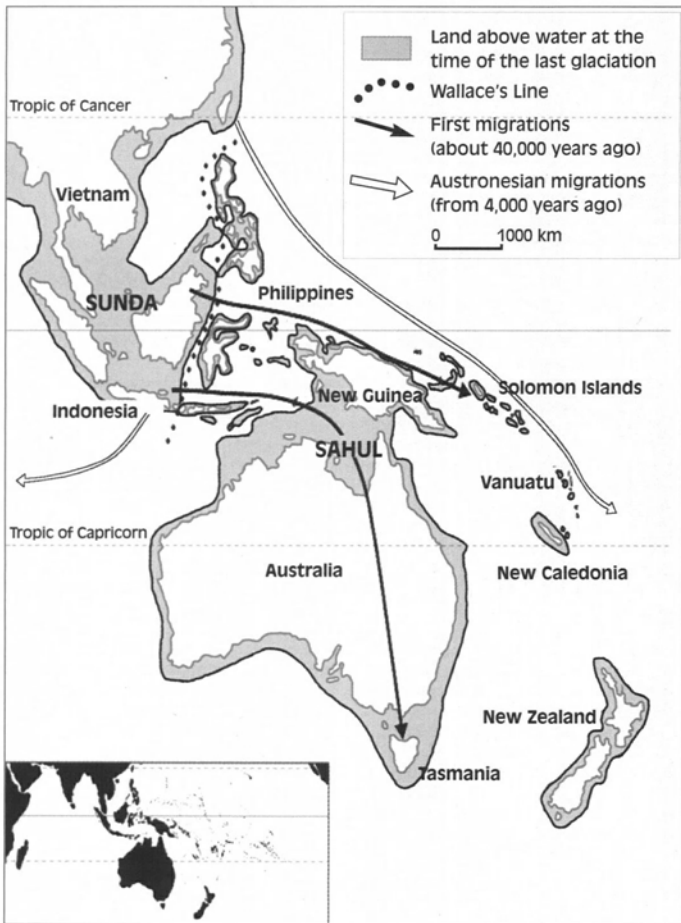 Land above water at the
time of the last glaciation
Wallace's Line
First migrations
(about 40,000 years ago)
Austronesian migrations
(from 4,000 years ago)
0 1000 km
Tropic of Cancer
Vietnam
SUNDA
Philippines
Indonesia
New Guinea
Solomon Islands
SAHUL
Vanuatu
Tropic of Capricorn
Australia
New Caledonia
New Zealand
Tasmania